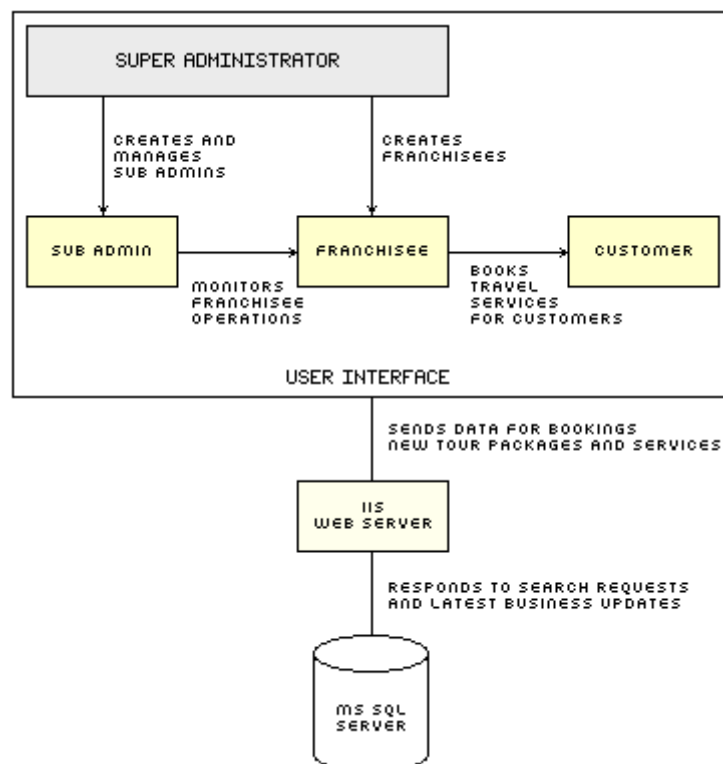 SUPER ADMINISTRATOR
CREATES AND
MANAGES
SUB ADMINS
CREATES
FRANCHISEES
SUB ADMIN
FRANCHISEE
CUSTOMER
MONITORS
FRANCHISEE
OPERATIONS
BOOKS
TRAVEL
SERVICES
FOR CUSTOMERS
USER INTERFACE
SENDS DATA FOR BOOKINGS
NEW TOUR PACKAGES AND SERVICES
IIS
WEB SERVER
RESPONDS TO SEARCH REQUESTS
AND LATEST BUSINESS UPDATES
MS SQL
SERVER